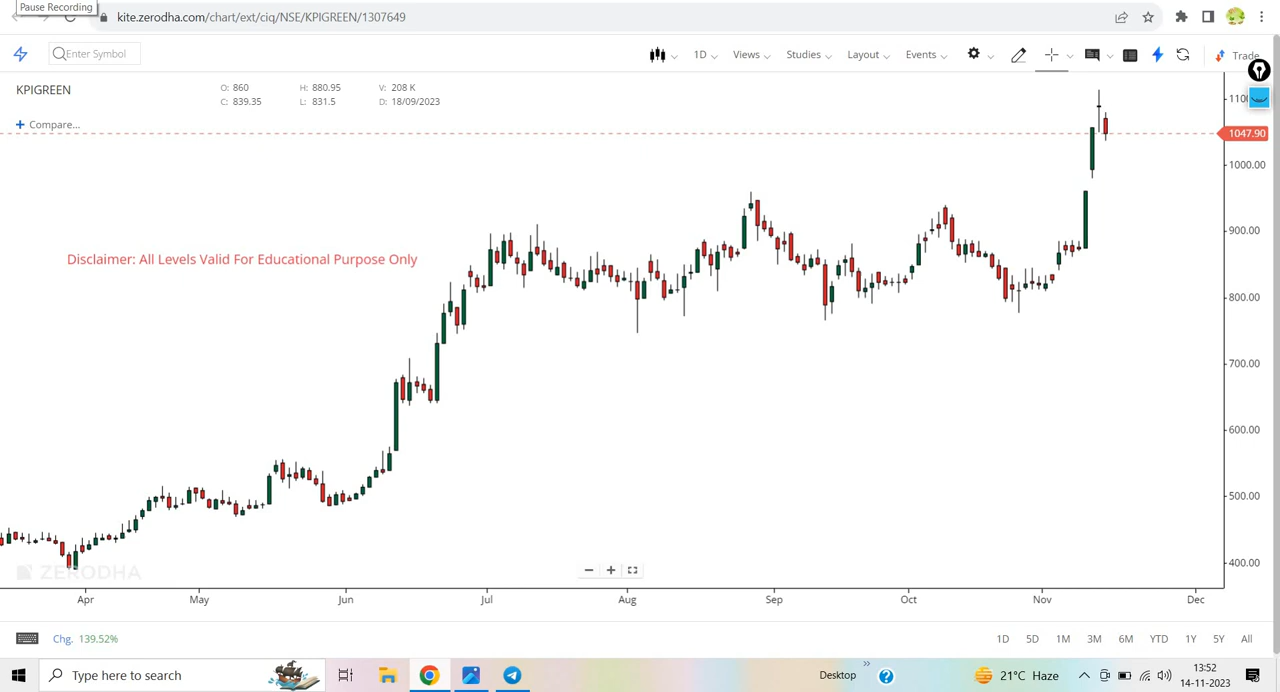 Pause Recording
kite.zerodha.com/chart/ext/ciq/NSE/KPIGREEN/1307649
Enter Symbol
1D
Views
Studies
Layout
Events
Trade
KPIGREEN
O: 860 H: 880.95 V: 208 K
C: 839.35 L: 831.5 D: 18/09/2023
+ Compare...
1047.90
1000.00
900.00
Disclaimer: All Levels Valid For Educational Purpose Only
800.00
700.00
600.00
500.00
400.00
ZERODHA
Apr May Jun Jul Aug Sep Oct Nov Dec
Chg. 139.52%
1D 5D 1M 3M 6M YTD 1Y 5Y All
Type here to search
Desktop
21°C Haze
13:52
14-11-2023